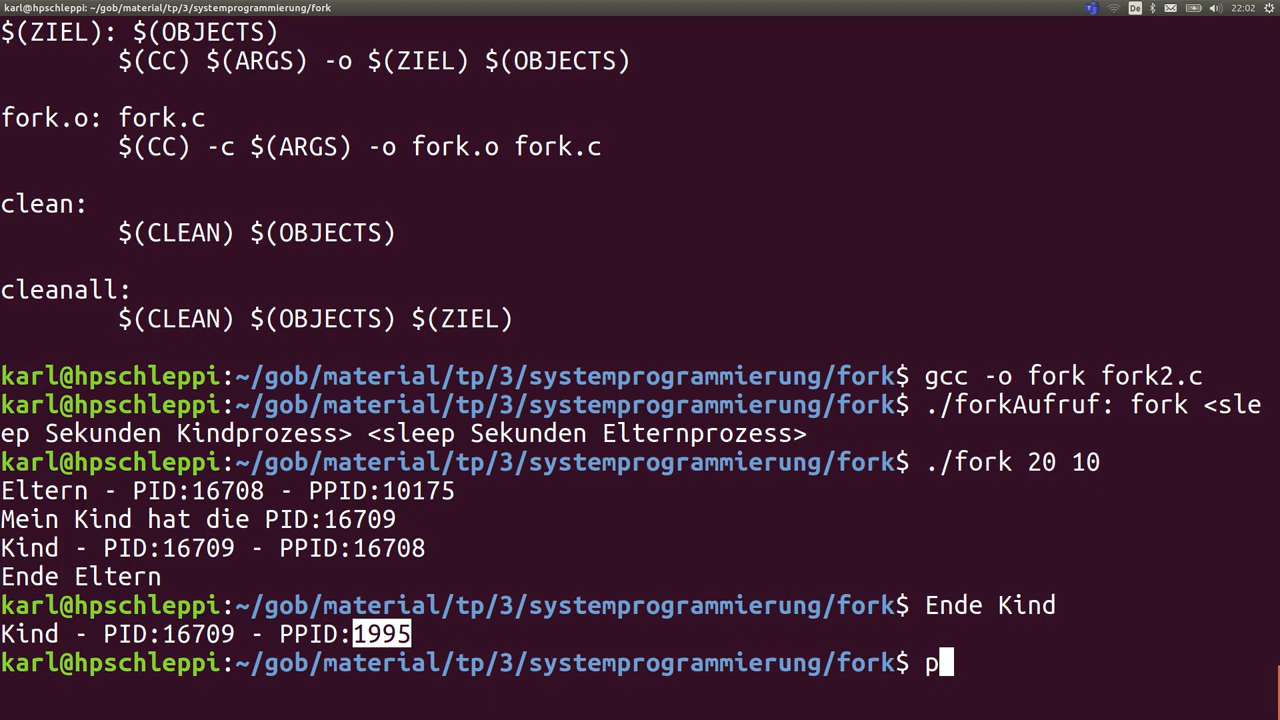 karl@hpschleppi: ~/gob/material/tp/3/systemprogrammierung/fork
De
22:02
$(ZIEL): $(OBJECTS)
$(CC) $(ARGS) -o $(ZIEL) $(OBJECTS)
fork.o: fork.c
$(CC) -c $(ARGS) -o fork.o fork.c
clean:
$(CLEAN) $(OBJECTS)
cleanall:
$(CLEAN) $(OBJECTS) $(ZIEL)
karl@hpschleppi:~/gob/material/tp/3/systemprogrammierung/fork$ gcc -o fork fork2.c
karl@hpschleppi:~/gob/material/tp/3/systemprogrammierung/fork$ ./forkAufruf: fork <sle
ep Sekunden Kindprozess> <sleep Sekunden Elternprozess>
karl@hpschleppi:~/gob/material/tp/3/systemprogrammierung/fork$ ./fork 20 10
Eltern - PID:16708 - PPID:10175
Mein Kind hat die PID:16709
Kind - PID:16709 - PPID:16708
Ende Eltern
karl@hpschleppi:~/gob/material/tp/3/systemprogrammierung/fork$ Ende Kind
Kind - PID:16709 - PPID:1995
karl@hpschleppi:~/gob/material/tp/3/systemprogrammierung/fork$ p